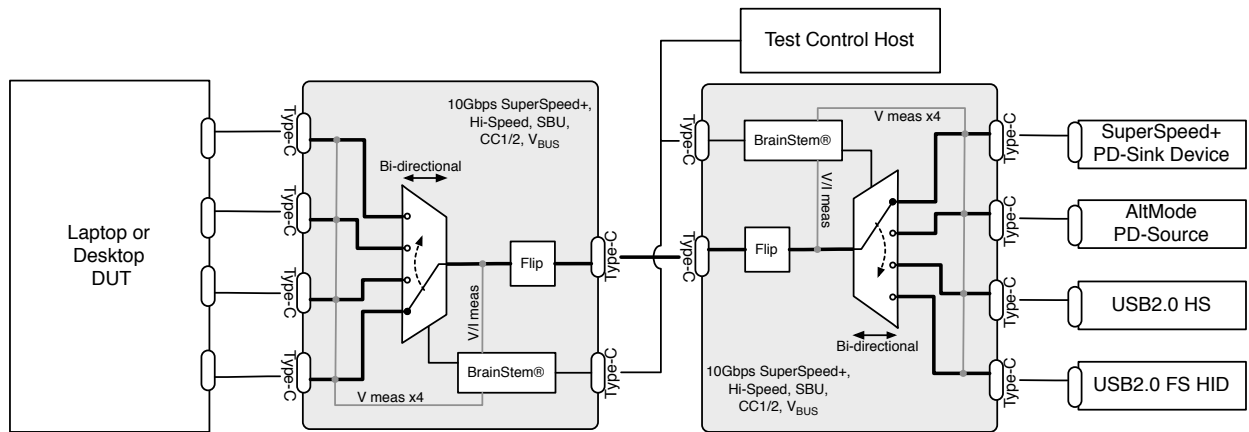 Test Control Host
Laptop or
Desktop
DUT
Type-C
Type-C
Type-C
Type-C
10Gbps SuperSpeed+,
Hi-Speed, SBU,
CC1/2, VBUS
Bi-directional
Flip
V/I meas
BrainStem®
V meas x4
Type-C
Type-C
Type-C
Type-C
V meas x4
BrainStem®
V/I meas
Flip
Bi-directional
10Gbps SuperSpeed+,
Hi-Speed, SBU,
CC1/2, VBUS
Type-C
Type-C
Type-C
Type-C
SuperSpeed+
PD-Sink Device
AltMode
PD-Source
USB2.0 HS
USB2.0 FS HID